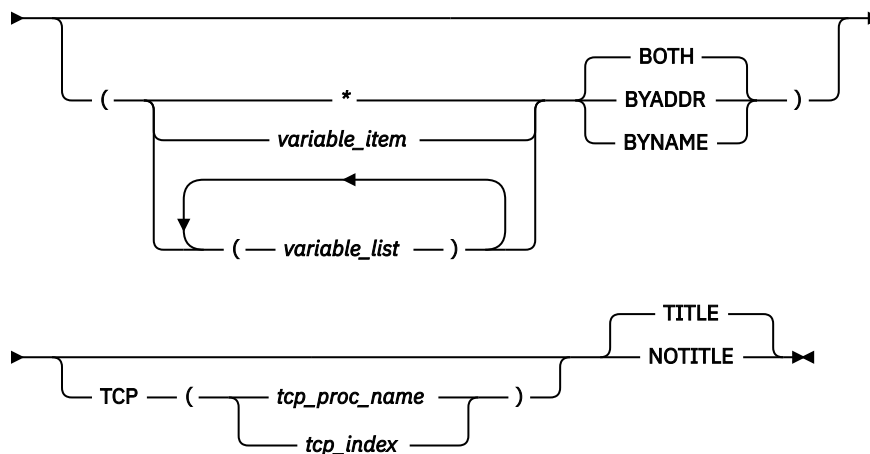 BOTH
( * BYADDR )
variable_item BYNAME
( variable_list )
TITLE
NOTITLE
TCP ( tcp_proc_name )
tcp_index